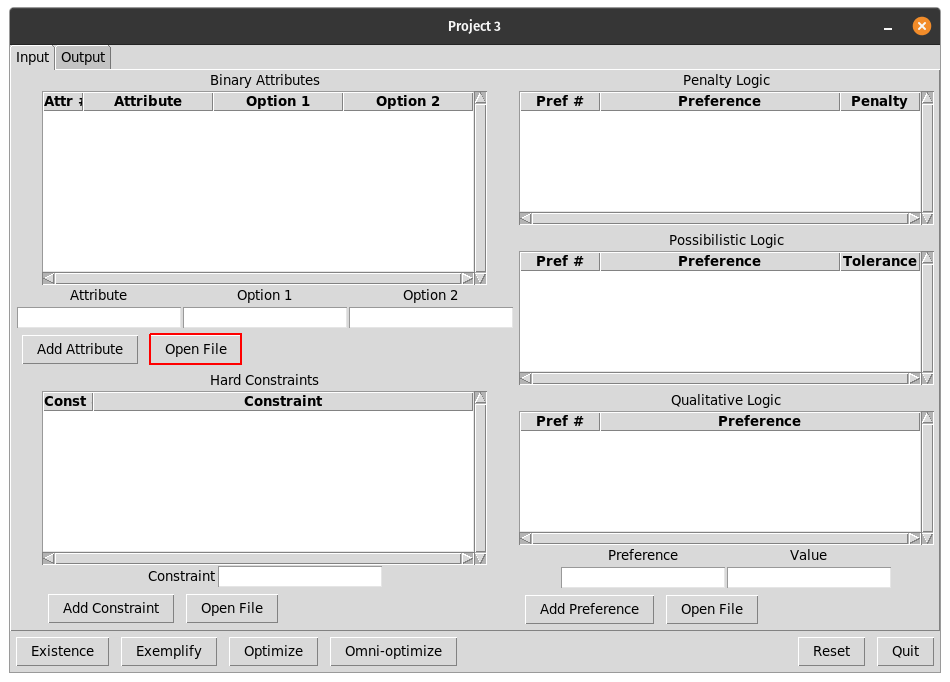 Project 3
Input Output
Binary Attributes
Attr # Attribute Option 1 Option 2
Attribute Option 1 Option 2
Add Attribute Open File
Hard Constraints
Const Constraint
Constraint
Add Constraint Open File
Penalty Logic
Pref # Preference Penalty
Possibilistic Logic
Pref # Preference Tolerance
Qualitative Logic
Pref # Preference
Preference Value
Add Preference Open File
Existence Exemplify Optimize Omni-optimize Reset Quit